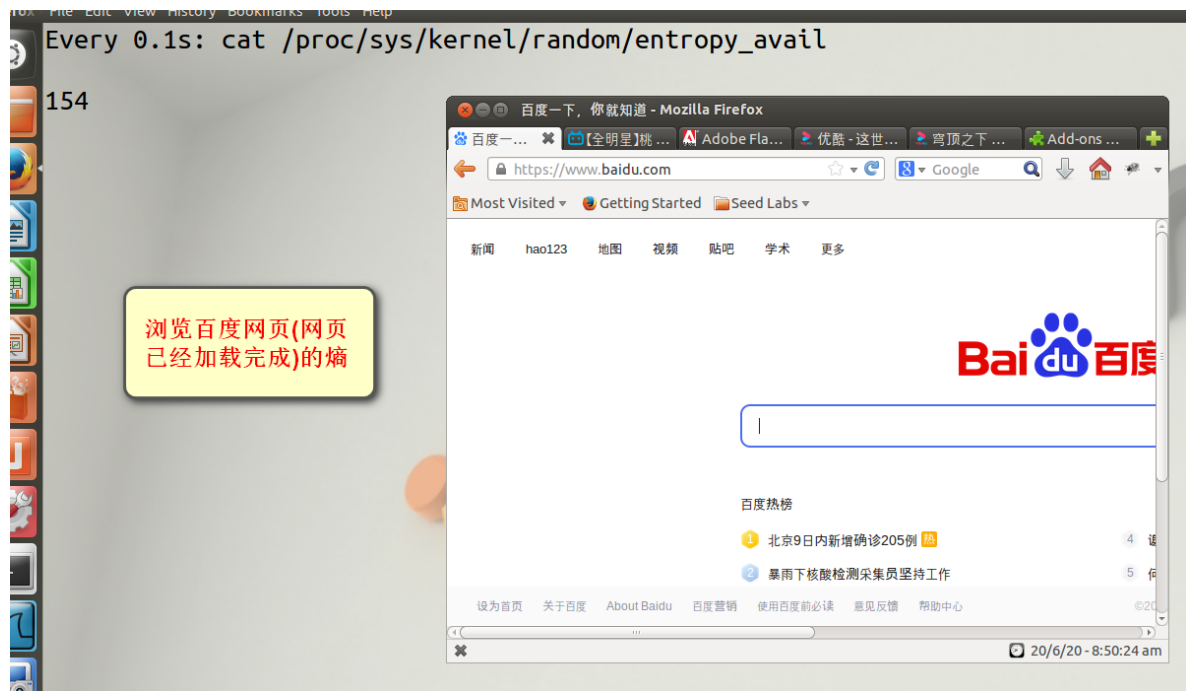 File Edit View History Bookmarks Tools Help
Every 0.1s: cat /proc/sys/kernel/random/entropy_avail
154
百度一下，你就知道 - Mozilla Firefox
百度一... 【全明星】桃 ... Adobe Fla... 优酷 - 这世... 穹顶之下 ... Add-ons ...
https://www.baidu.com Google
Most Visited Getting Started Seed Labs
新闻 hao123 地图 视频 贴吧 学术 更多
浏览百度网页(网页
已经加载完成)的熵
Bai du 百度
百度热榜
1 北京9日内新增确诊205例 热 4
2 暴雨下核酸检测采集员坚持工作 5
设为首页 关于百度 About Baidu 百度营销 使用百度前必读 意见反馈 帮助中心 ©20
20/6/20 - 8:50:24 am